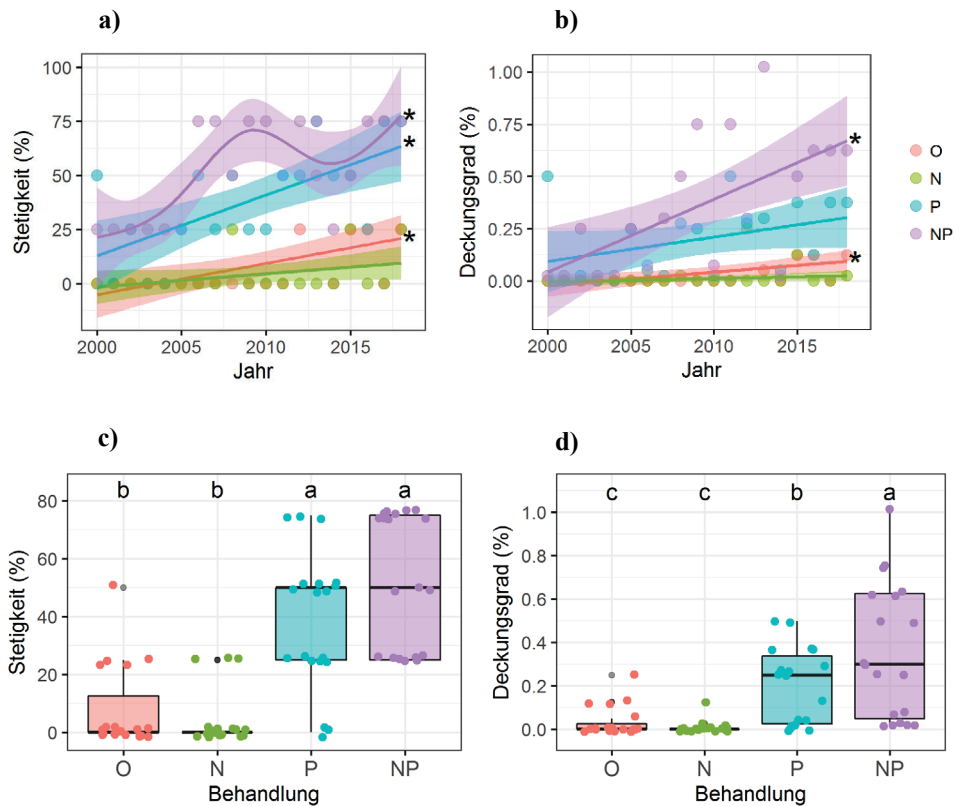 a)
Stetigkeit (%)
100
75
50
25
0
*
*
*
2000
2005
2010
2015
Jahr
b)
Deckungsgrad (%)
1.00
0.75
0.50
0.25
0.00
*
*
2000
2005
2010
2015
Jahr
O
N
P
NP
c)
Stetigkeit (%)
80
60
40
20
0
b
b
a
a
O
N
P
NP
Behandlung
d)
Deckungsgrad (%)
1.0
0.8
0.6
0.4
0.2
0.0
c
c
b
a
O
N
P
NP
Behandlung